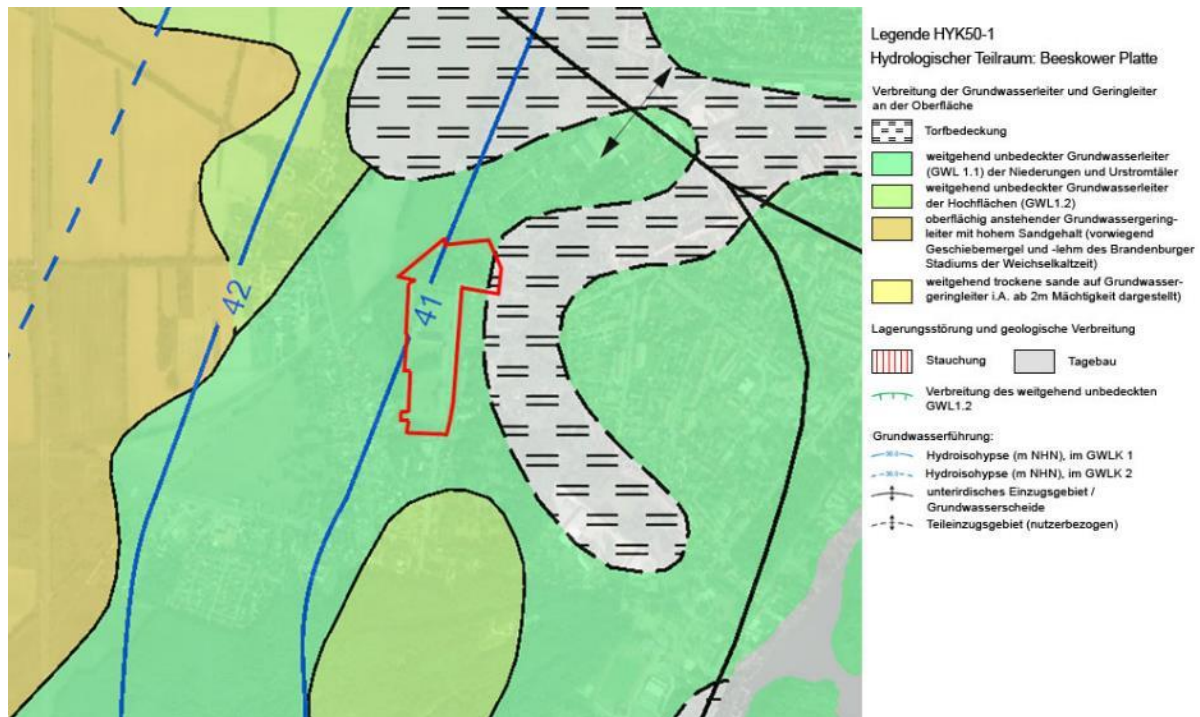 42
41
Legende HYK50-1
Hydrologischer Teilraum: Beeskower Platte
Verbreitung der Grundwasserleiter und Geringleiter
an der Oberfläche
Torfbedeckung
weitgehend unbedeckter Grundwasserleiter
(GWL 1.1) der Niederungen und Urstromtäler
weitgehend unbedeckter Grundwasserleiter
der Hochflächen (GWL1.2)
oberflächig anstehender Grundwassergering-
leiter mit hohem Sandgehalt (vorwiegend
Geschiebemergel und -lehm des Brandenburger
Stadiums der Weichselkaltzeit)
weitgehend trockene sande auf Grundwasser-
geringleiter i.A. ab 2m Mächtigkeit dargestellt)
Lagerungsstörung und geologische Verbreitung
Stauchung Tagebau
Verbreitung des weitgehend unbedeckten
GWL1.2
Grundwasserführung:
Hydroisohypse (m NHN), im GWLK 1
Hydroisohypse (m NHN), im GWLK 2
unterirdisches Einzugsgebiet /
Grundwasserscheide
Teileinzugsgebiet (nutzerbezogen)